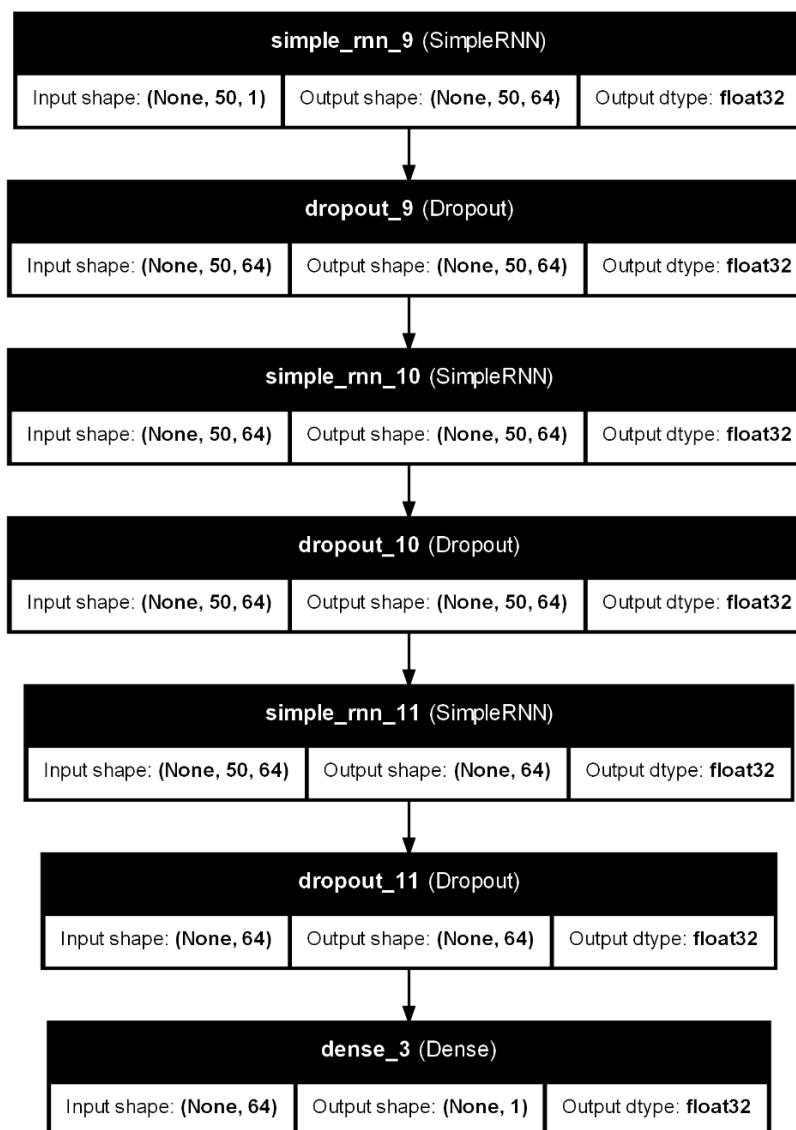 simple_rnn_9 (SimpleRNN)
Input shape: (None, 50, 1) Output shape: (None, 50, 64) Output dtype: float32
dropout_9 (Dropout)
Input shape: (None, 50, 64) Output shape: (None, 50, 64) Output dtype: float32
simple_rnn_10 (SimpleRNN)
Input shape: (None, 50, 64) Output shape: (None, 50, 64) Output dtype: float32
dropout_10 (Dropout)
Input shape: (None, 50, 64) Output shape: (None, 50, 64) Output dtype: float32
simple_rnn_11 (SimpleRNN)
Input shape: (None, 50, 64) Output shape: (None, 64) Output dtype: float32
dropout_11 (Dropout)
Input shape: (None, 64) Output shape: (None, 64) Output dtype: float32
dense_3 (Dense)
Input shape: (None, 64) Output shape: (None, 1) Output dtype: float32